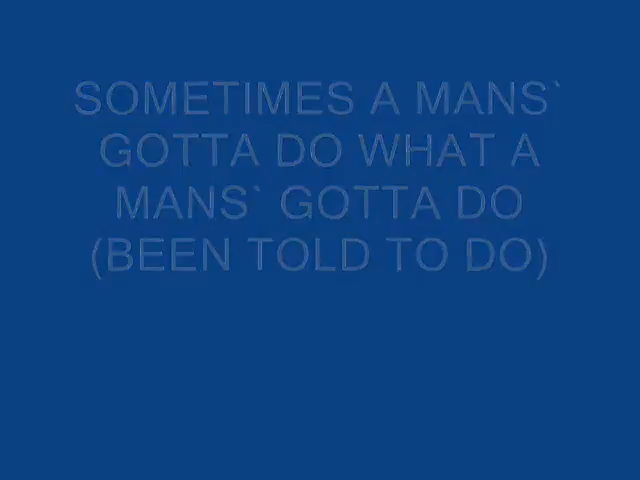 SOMETIMES A MANS`
GOTTA DO WHAT A
MANS` GOTTA DO
(BEEN TOLD TO DO)